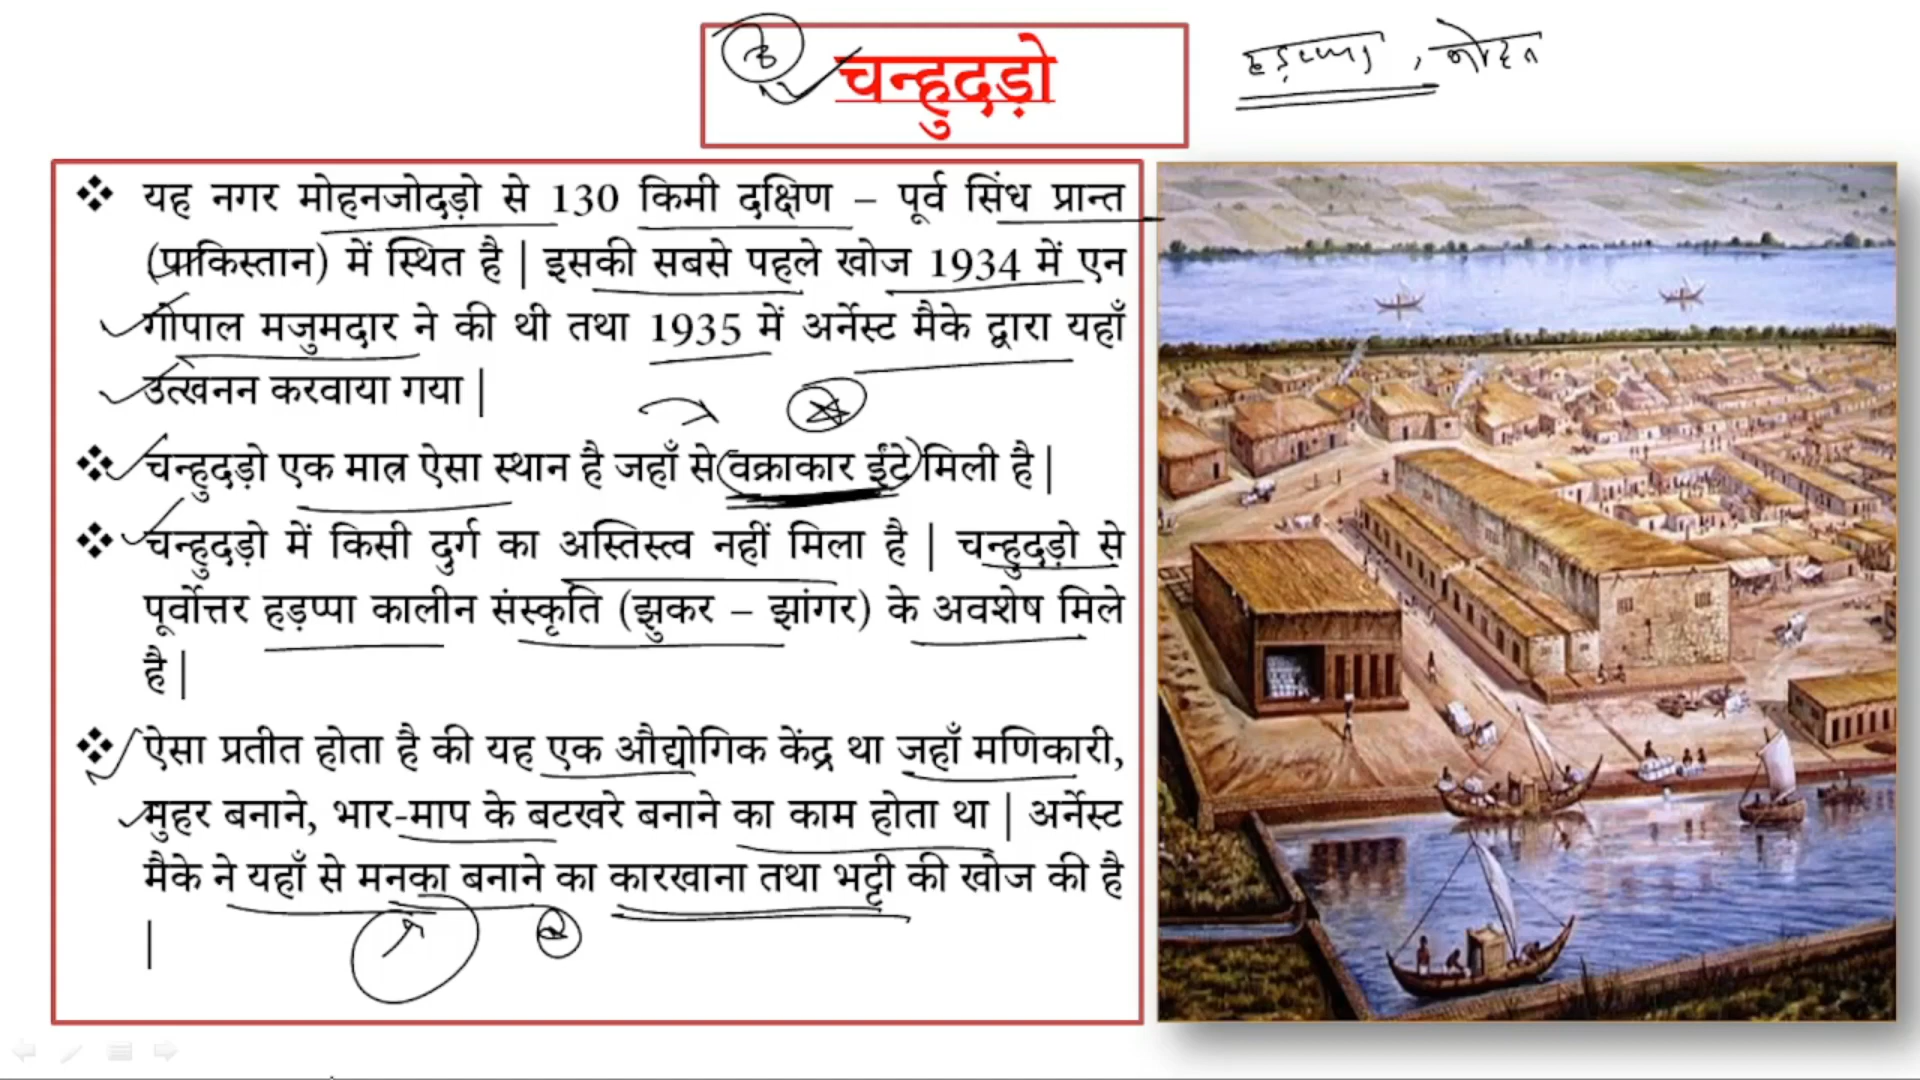 चन्हुदड़ो
हड़प्पा, मोहन
यह नगर मोहनजोदड़ो से 130 किमी दक्षिण – पूर्व सिंध प्रान्त
(पाकिस्तान) में स्थित है | इसकी सबसे पहले खोज 1934 में एन
गोपाल मजुमदार ने की थी तथा 1935 में अर्नेस्ट मैके द्वारा यहाँ
उत्खनन करवाया गया |
चन्हुदड़ो एक मात्र ऐसा स्थान है जहाँ से वक्राकार ईंटे मिली है |
चन्हुदड़ो में किसी दुर्ग का अस्तिस्त्व नहीं मिला है | चन्हुदड़ो से
पूर्वोत्तर हड़प्पा कालीन संस्कृति (झुकर – झांगर) के अवशेष मिले
है |
ऐसा प्रतीत होता है की यह एक औद्योगिक केंद्र था जहाँ मणिकारी,
मुहर बनाने, भार-माप के बटखरे बनाने का काम होता था | अर्नेस्ट
मैके ने यहाँ से मनका बनाने का कारखाना तथा भट्टी की खोज की है
|